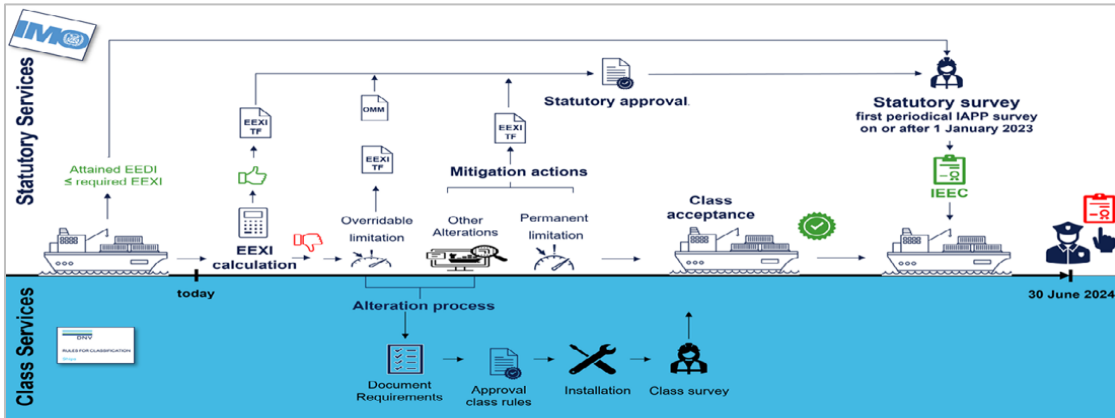 IMO
Statutory Services
Attained EEDI
≤ required EEXI
EEXI
TF
EEXI
calculation
OMM
EEXI
TF
Overridable
limitation
EEXI
TF
Mitigation actions
Other
Alterations
Permanent
limitation
Statutory approval.
Class
acceptance
Statutory survey
first periodical IAPP survey
on or after 1 January 2023
IEEC
today
30 June 2024
Class Services
DNV
RULES FOR CLASSIFICATION
Ships
Alteration process
Document
Requirements
Approval
class rules
Installation
Class survey